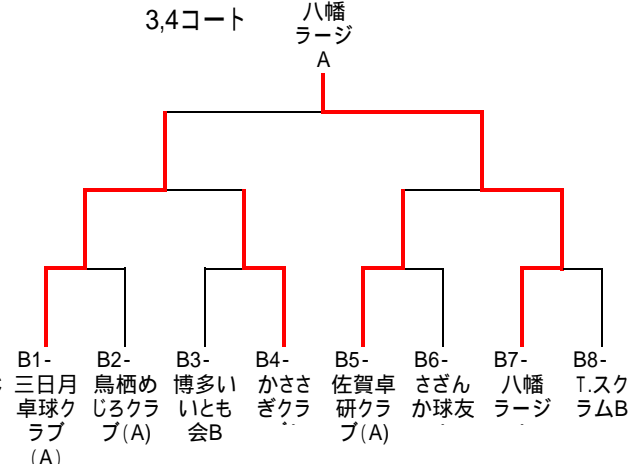 3,4コート
八幡
ラージ
A
B1-
三日月
卓球ク
ラブ
(A)
B2-
鳥栖め
じろクラ
ブ(A)
B3-
博多い
いとも
会B
B4-
かささ
ぎクラ
B5-
佐賀卓
研クラ
ブ(A)
B6-
さざん
か球友
B7-
八幡
ラージ
B8-
T.スク
ラムB